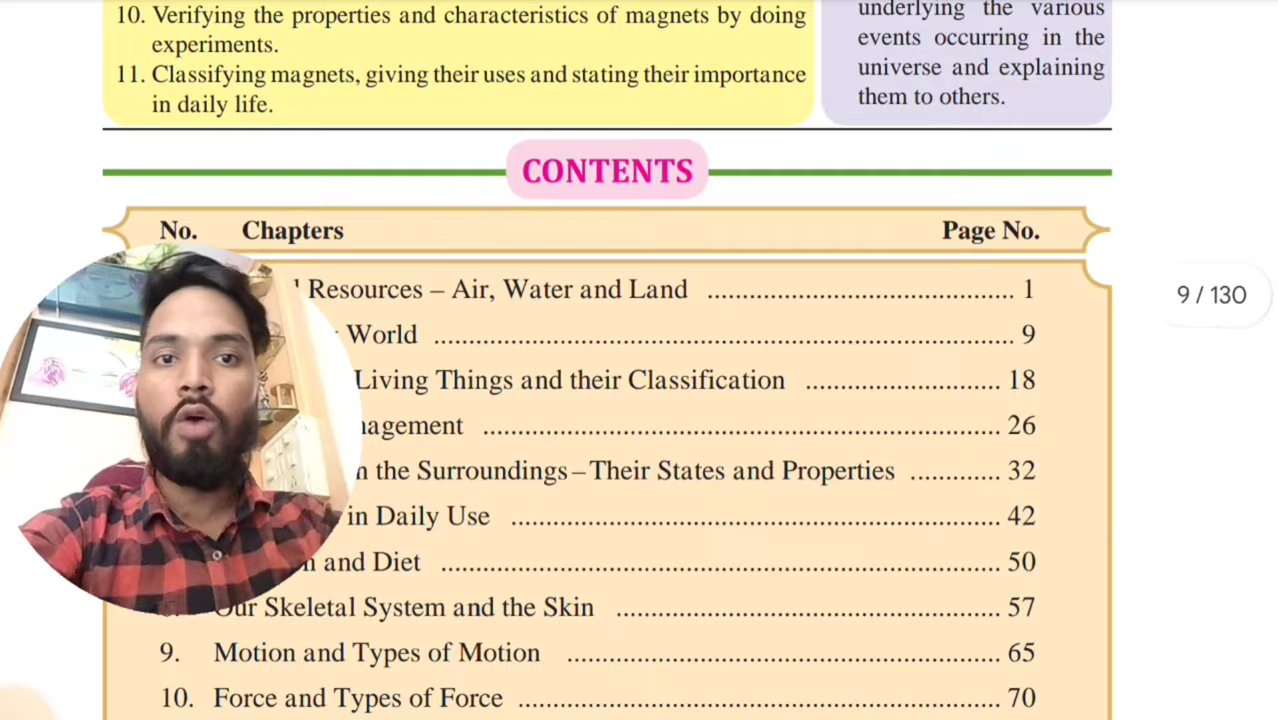 10. Verifying the properties and characteristics of magnets by doing
experiments.
11. Classifying magnets, giving their uses and stating their importance
in daily life.
underlying the various
events occurring in the
universe and explaining
them to others.
CONTENTS
No. Chapters Page No.
Resources – Air, Water and Land ........................................ 1
World ........................................ 9
Living Things and their Classification ........................................ 18
........................................ 26
the Surroundings – Their States and Properties ............ 32
in Daily Use ........................................ 42
and Diet ........................................ 50
Our Skeletal System and the Skin ........................................ 57
9. Motion and Types of Motion ........................................ 65
10. Force and Types of Force ........................................ 70
9 / 130